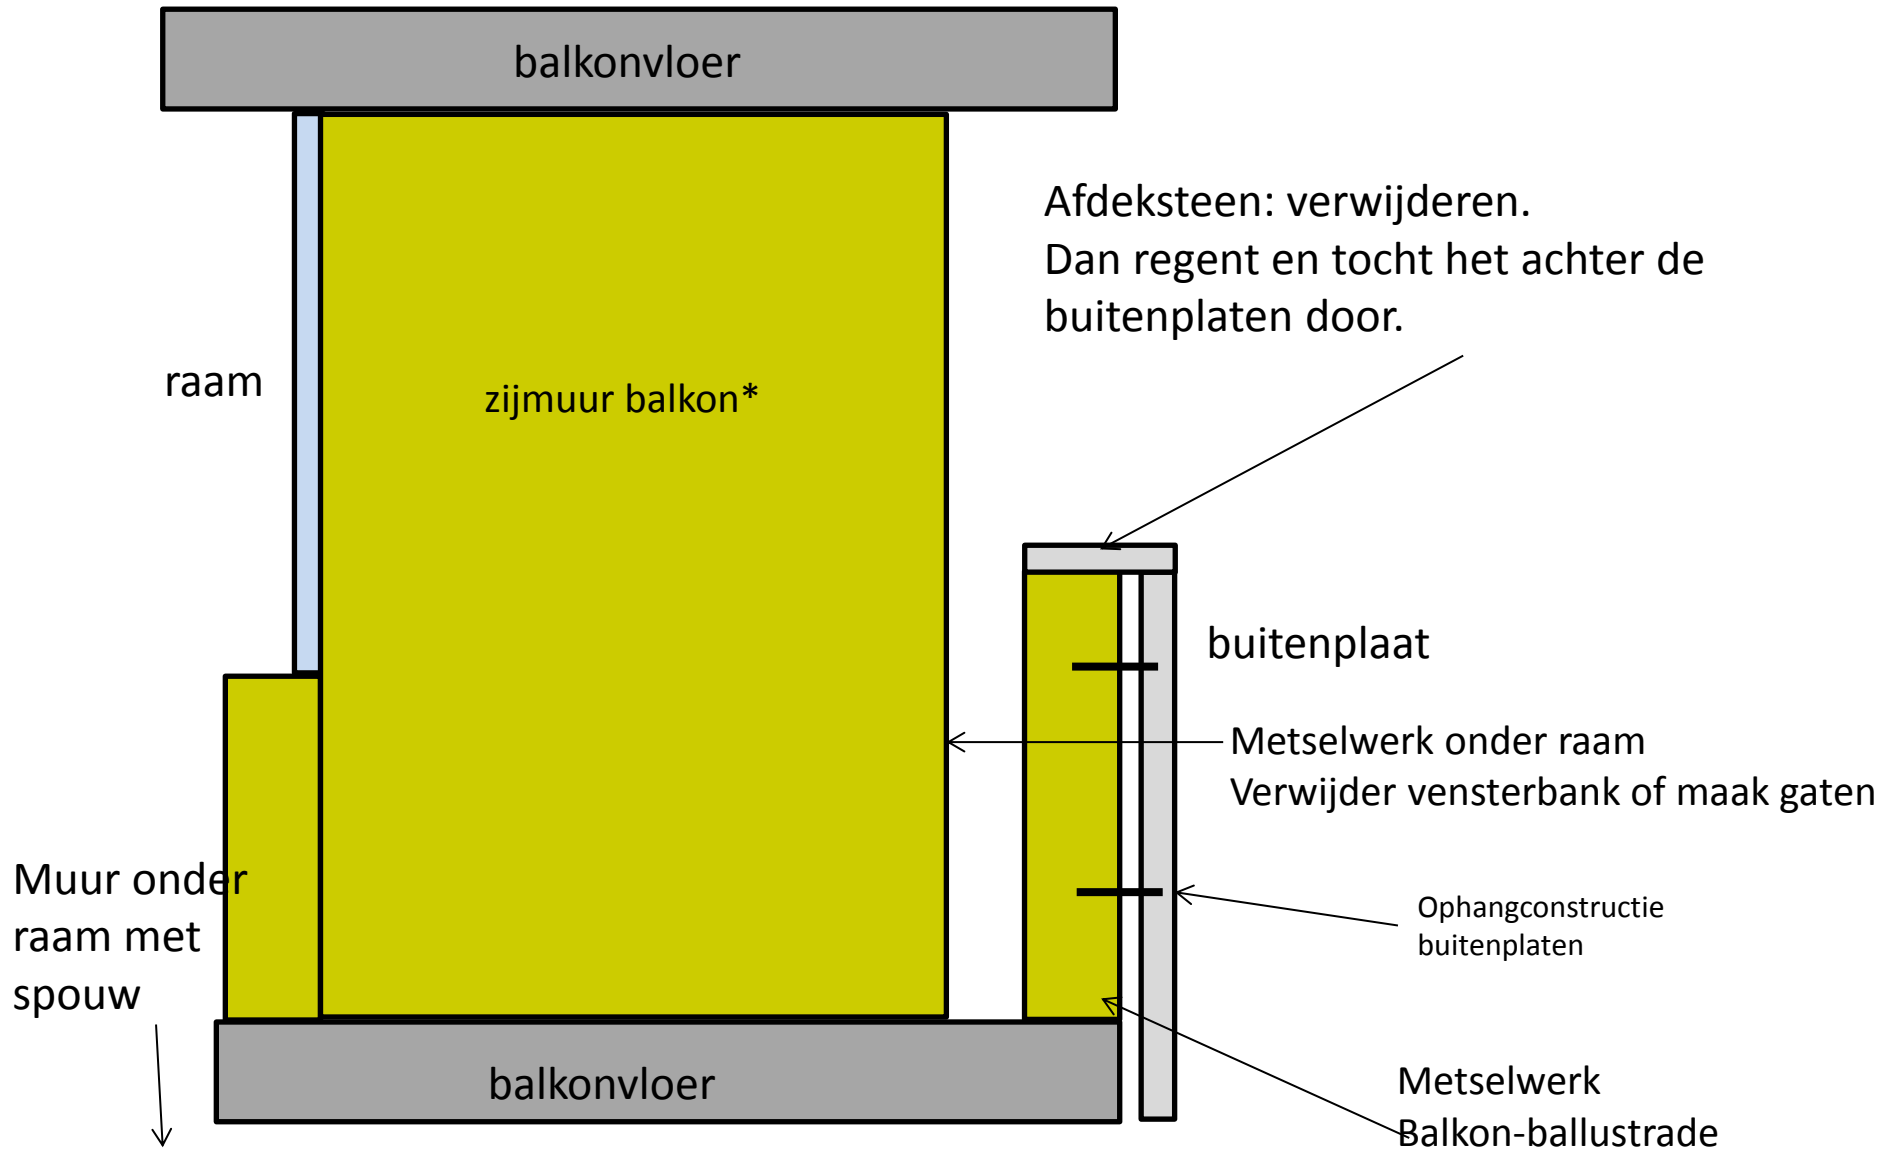 balkonvloer
Afdeksteen: verwijderen.
Dan regent en tocht het achter de
buitenplaten door.
raam
zijmuur balkon*
buitenplaat
Metselwerk onder raam
Verwijder vensterbank of maak gaten
Muur onder
raam met
spouw
Ophangconstructie
buitenplaten
balkonvloer
Metselwerk
Balkon-ballustrade